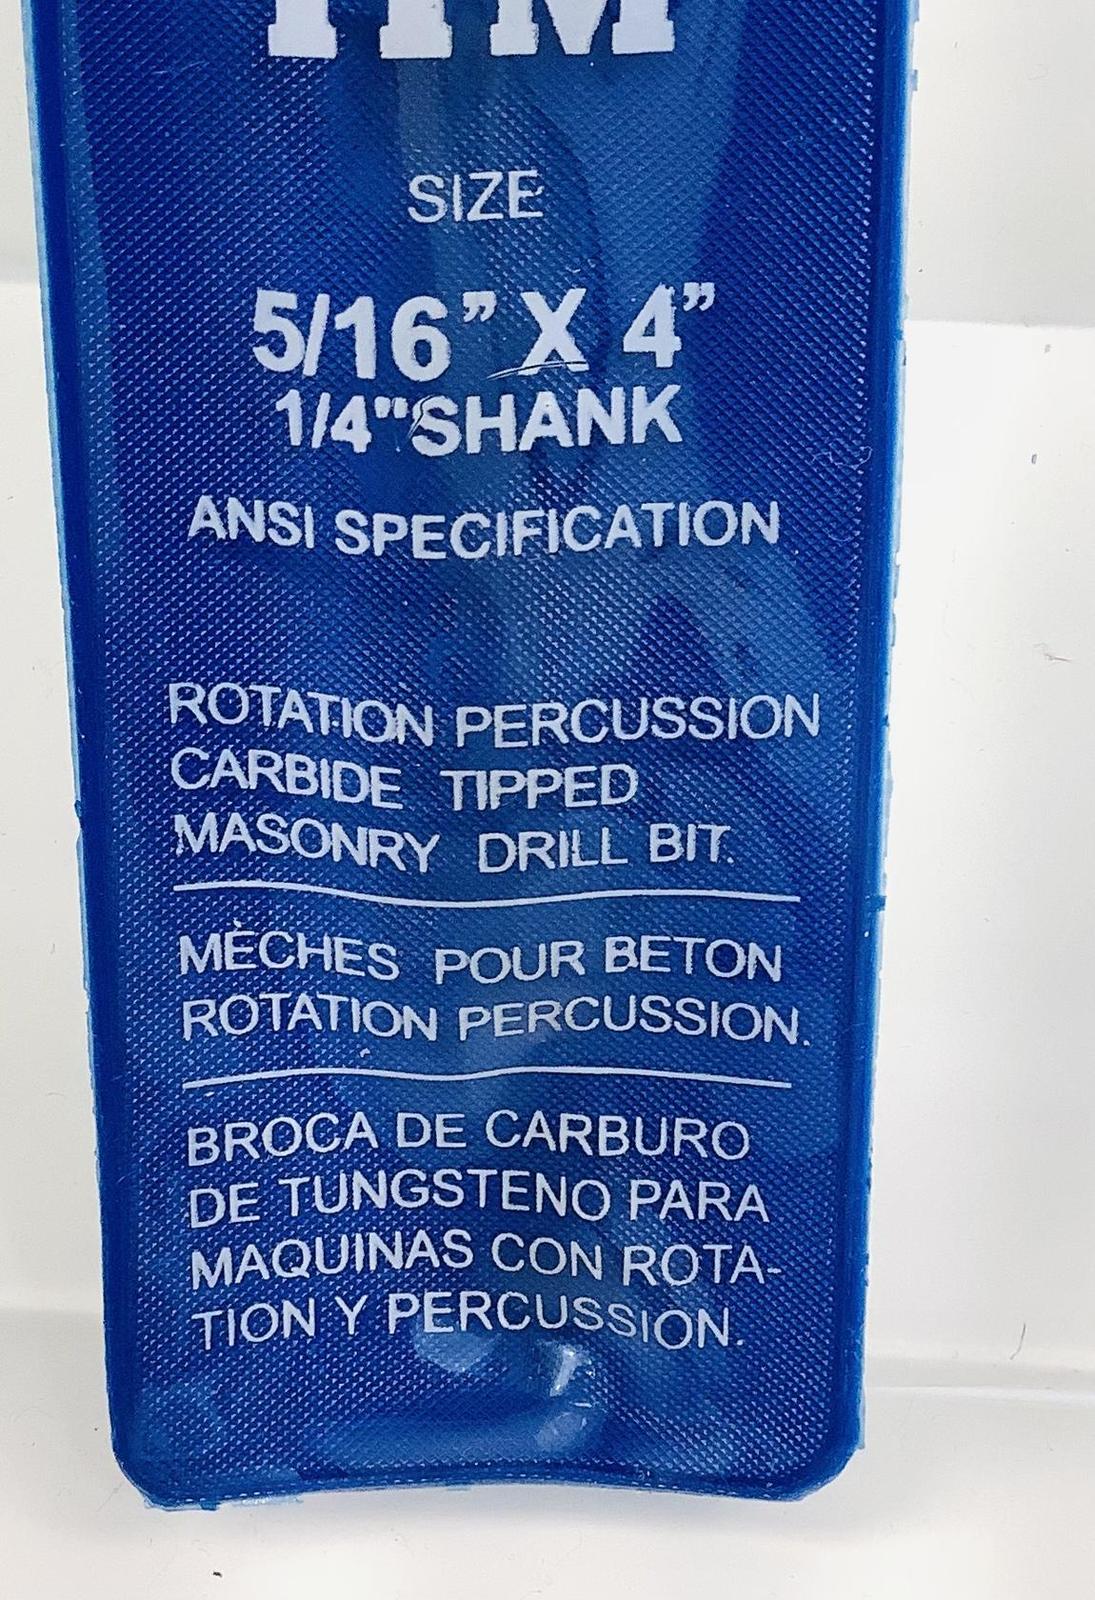 SIZE
5/16” X 4”
1/4"SHANK
ANSI SPECIFICATION
ROTATION PERCUSSION
CARBIDE TIPPED
MASONRY DRILL BIT.
MÈCHES POUR BETON
ROTATION PERCUSSION.
BROCA DE CARBURO
DE TUNGSTENO PARA
MAQUINAS CON ROTA-
TION Y PERCUSSION.